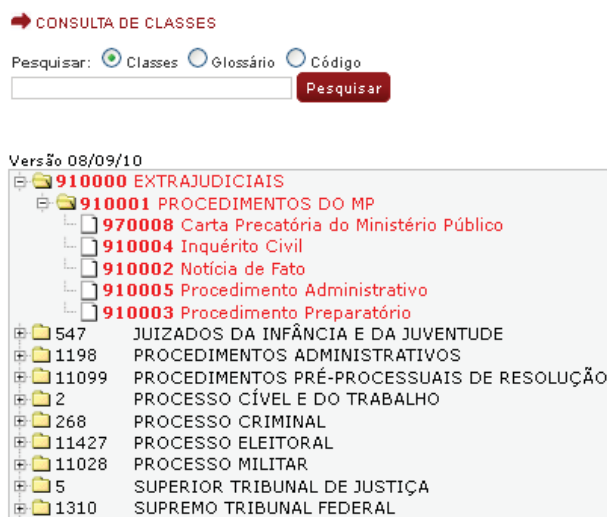 CONSULTA DE CLASSES
Pesquisar: Classes Glossário Código
Pesquisar
Versão 08/09/10
910000 EXTRAJUDICIAIS
910001 PROCEDIMENTOS DO MP
970008 Carta Precatória do Ministério Público
910004 Inquérito Civil
910002 Notícia de Fato
910005 Procedimento Administrativo
910003 Procedimento Preparatório
547 JUIZADOS DA INFÂNCIA E DA JUVENTUDE
1198 PROCEDIMENTOS ADMINISTRATIVOS
11099 PROCEDIMENTOS PRÉ-PROCESSUAIS DE RESOLUÇÃO
2 PROCESSO CÍVEL E DO TRABALHO
268 PROCESSO CRIMINAL
11427 PROCESSO ELEITORAL
11028 PROCESSO MILITAR
5 SUPERIOR TRIBUNAL DE JUSTIÇA
1310 SUPREMO TRIBUNAL FEDERAL